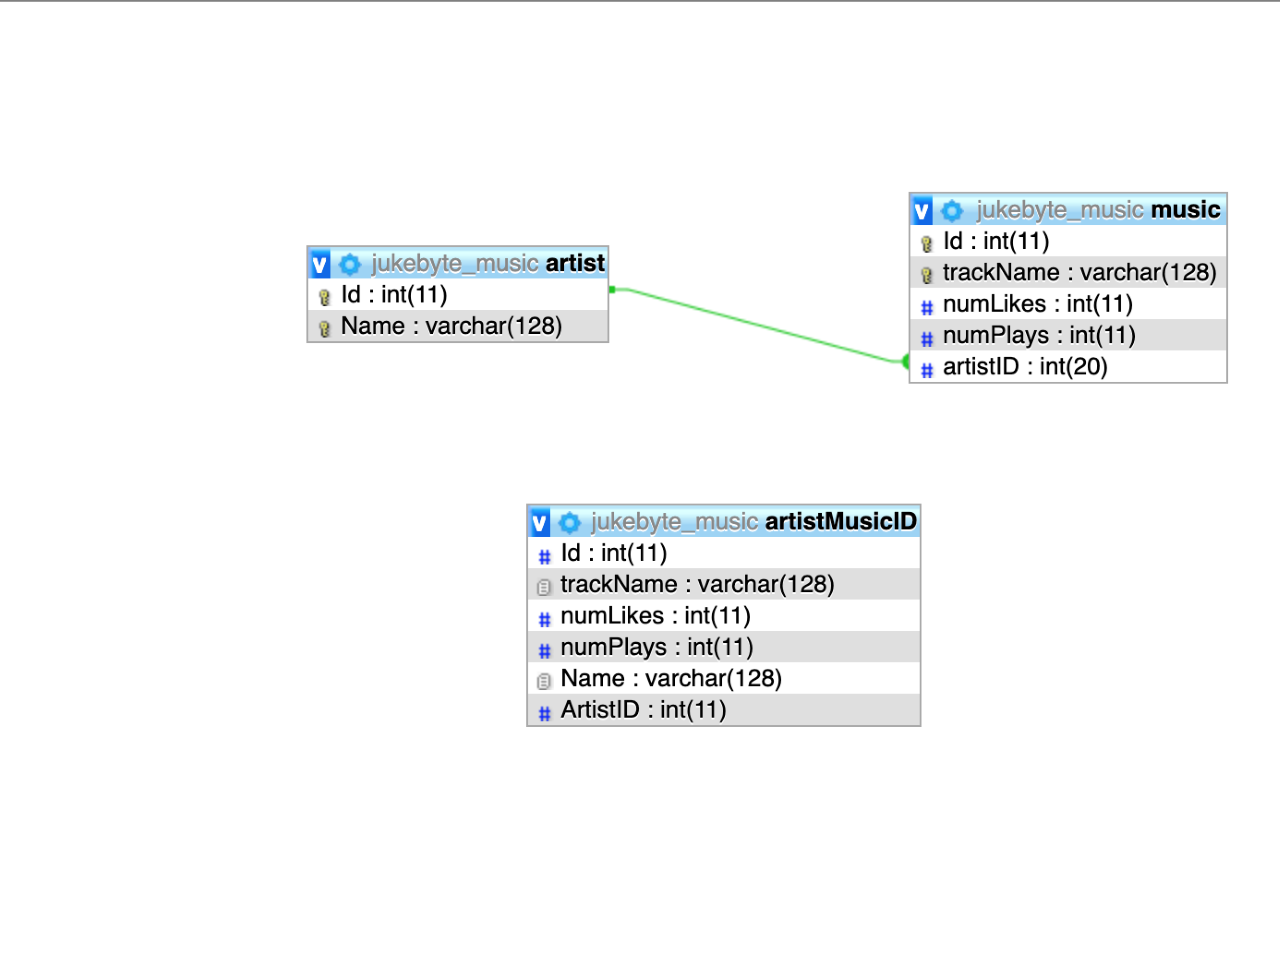 v jukebyte_music artist
Id : int(11)
Name : varchar(128)
v jukebyte_music music
Id : int(11)
trackName : varchar(128)
# numLikes : int(11)
# numPlays : int(11)
# artistID : int(20)
v jukebyte_music artistMusicID
# Id : int(11)
trackName : varchar(128)
# numLikes : int(11)
# numPlays : int(11)
Name : varchar(128)
# ArtistID : int(11)